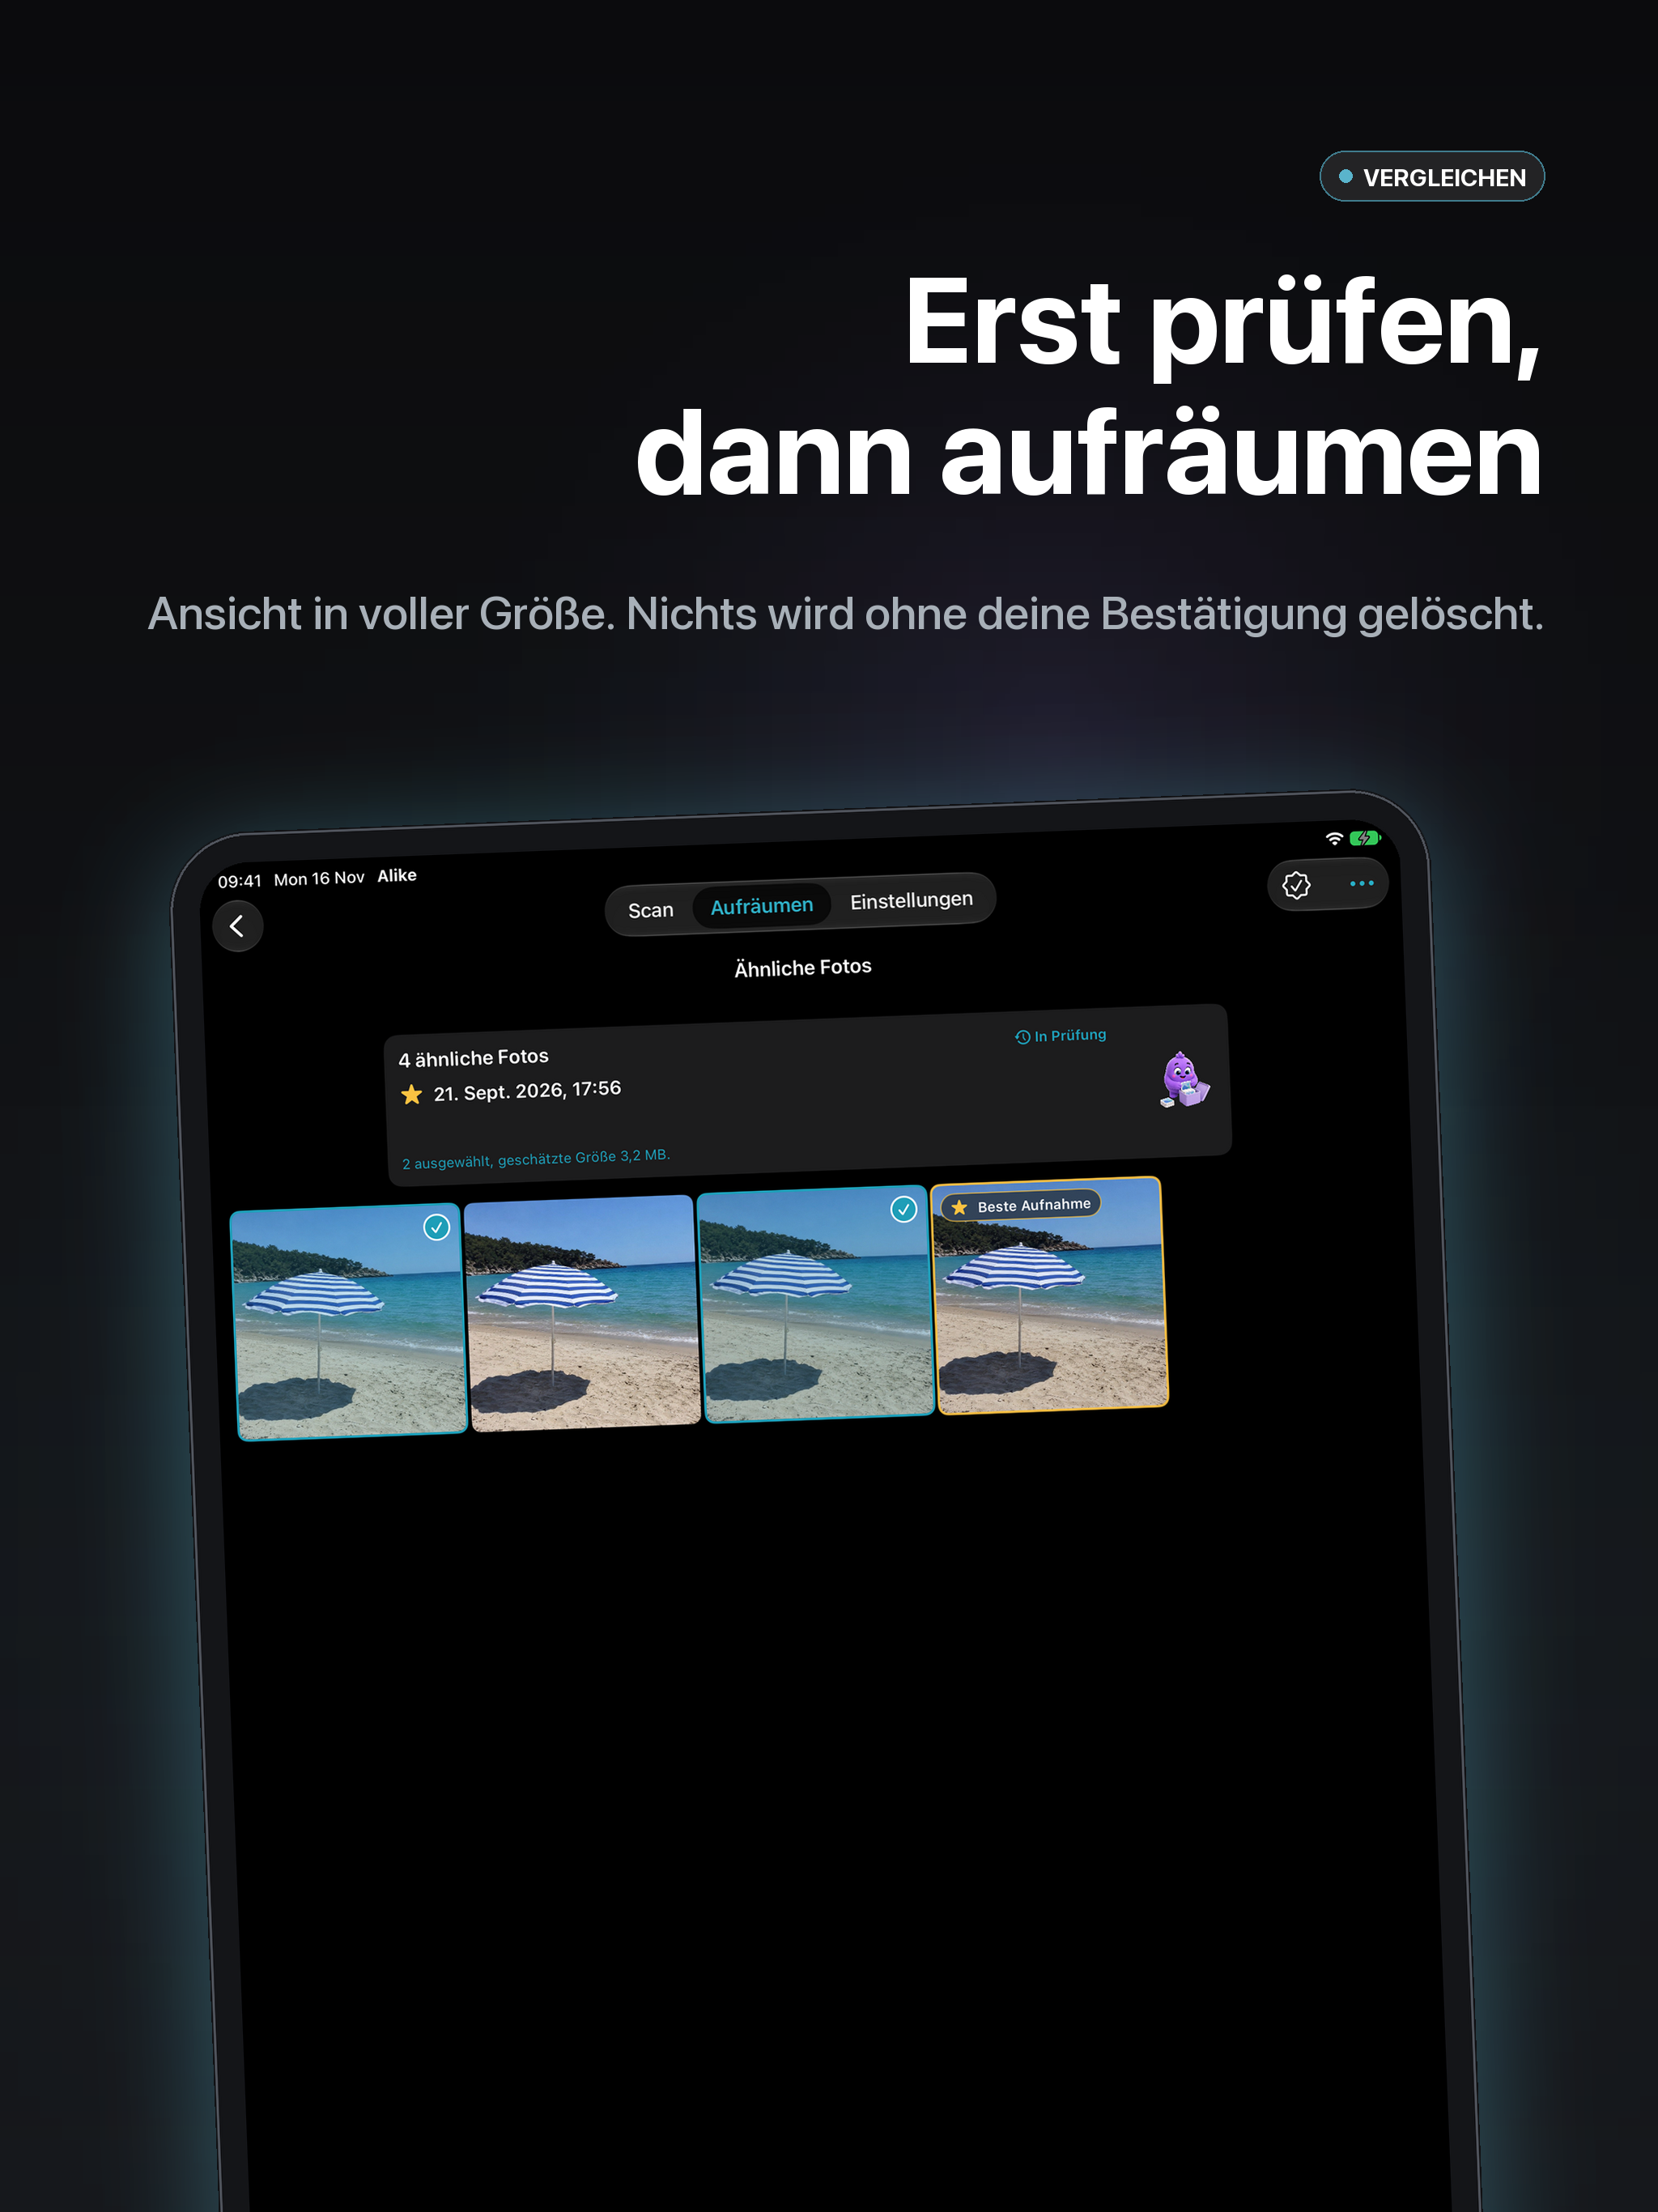 VERGLEICHEN
Erst prüfen,
dann aufräumen
Ansicht in voller Größe. Nichts wird ohne deine Bestätigung gelöscht.
09:41 Mon 16 Nov Alike
Scan Aufräumen Einstellungen
Ähnliche Fotos
4 ähnliche Fotos
In Prüfung
21. Sept. 2026, 17:56
2 ausgewählt, geschätzte Größe 3,2 MB.
Beste Aufnahme